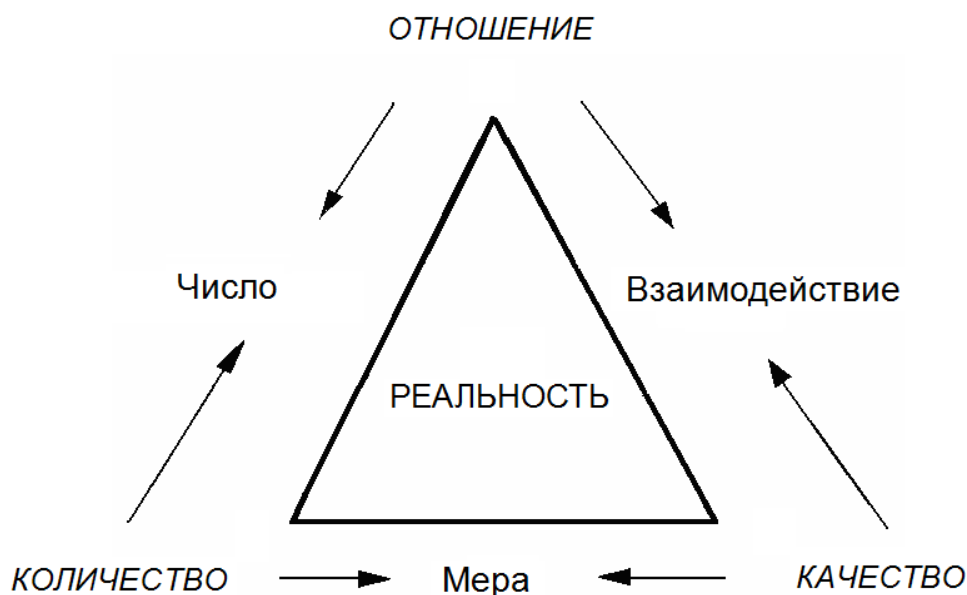 ОТНОШЕНИЕ
Число
Взаимодействие
РЕАЛЬНОСТЬ
КОЛИЧЕСТВО
Мера
КАЧЕСТВО